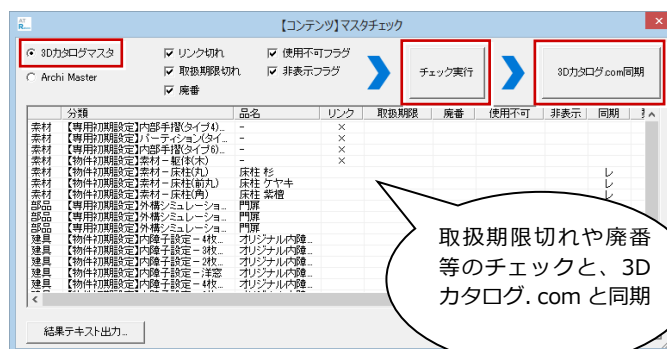 【コンテンツ】マスタチェック
3Dカタログマスタ
リンク切れ
使用不可フラグ
Archi Master
取扱期限切れ
非表示フラグ
廃番
チェック実行
3Dカタログ.com同期
分類 品名 リンク 取扱期限 廃番 使用不可 非表示 同期
素材 【専用初期設定】内部手摺(タイプ4)... - ×
素材 【専用初期設定】パーティション(タイ... - ×
素材 【専用初期設定】内部手摺(タイプ6)... - ×
素材 【物件初期設定】素材－躯体(木) - ×
素材 【物件初期設定】素材－床柱(丸) 床柱 杉 レ
素材 【物件初期設定】素材－床柱(前丸) 床柱 ケヤキ レ
素材 【物件初期設定】素材－床柱(角) 床柱 紫檀 レ
部品 【専用初期設定】外構シミュレーショ... 門扉
部品 【専用初期設定】外構シミュレーショ... 門扉
部品 【専用初期設定】外構シミュレーショ... 門扉
建具 【物件初期設定】内障子設定－4枚... オリジナル内障...
建具 【物件初期設定】内障子設定－3枚... オリジナル内障...
建具 【物件初期設定】内障子設定－2枚... オリジナル内障...
建具 【物件初期設定】内障子設定－洋窓 オリジナル内障...
建具 【物件初期設定】内障子設定－4枚... オリジナル内障...
取扱期限切れや廃番
等のチェックと、3D
カタログ.comと同期
結果テキスト出力...